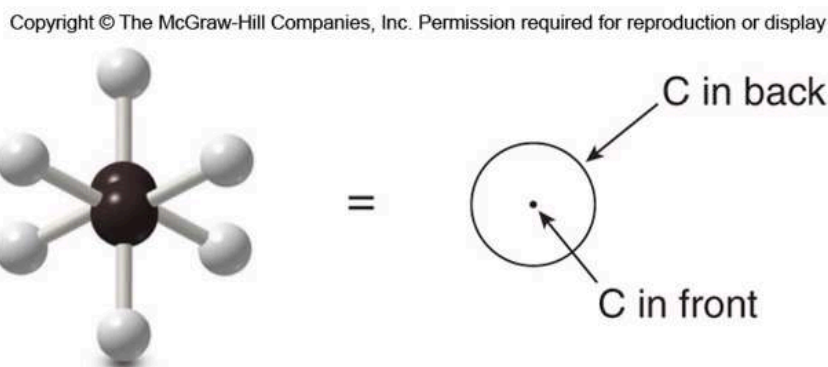 Copyright © The McGraw-Hill Companies, Inc. Permission required for reproduction or display
C in back
=
C in front